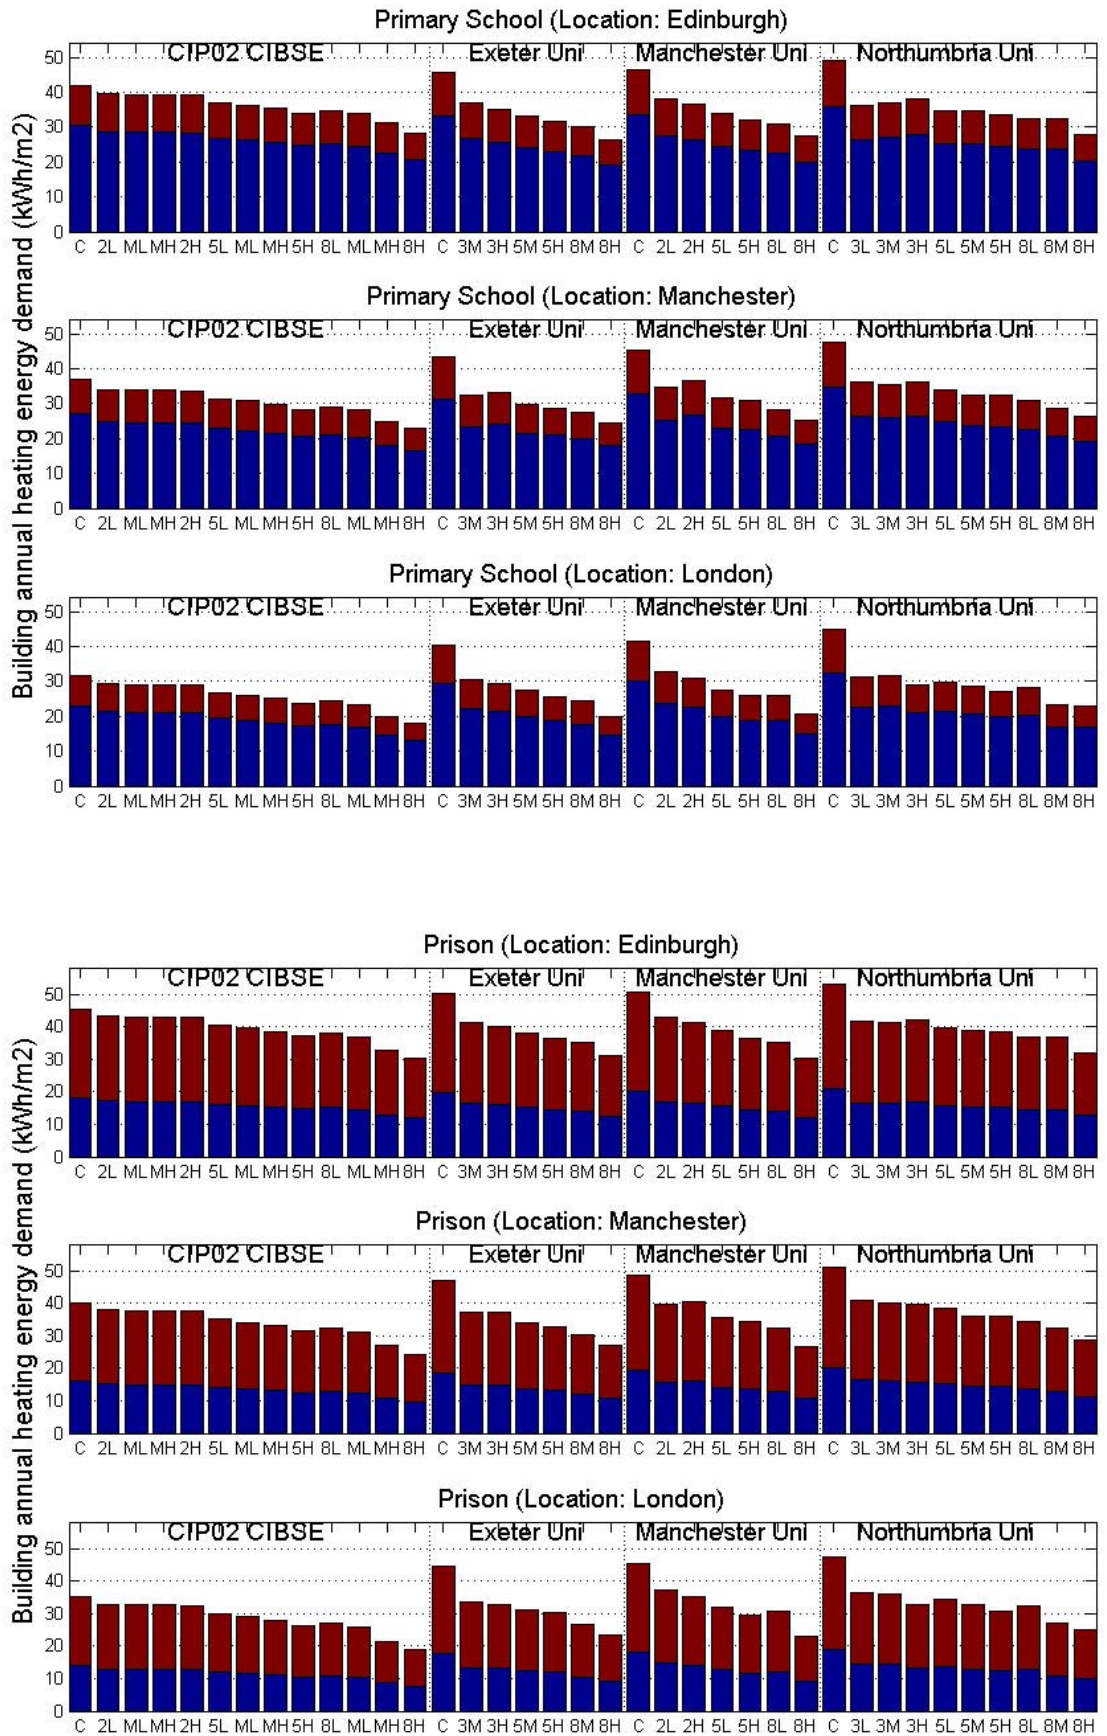 Primary School (Location: Edinburgh)
CIP02 CIBSE Exeter Uni Manchester Uni Northumbria Uni
50
40
30
20
10
0
C 2L ML MH 2H 5L ML MH 5H 8L ML MH 8H C 3M 3H 5M 5H 8M 8H C 2L 2H 5L 5H 8L 8H C 3L 3M 3H 5L 5M 5H 8L 8M 8H
Building annual heating energy demand (kWh/m2)
Primary School (Location: Manchester)
CIP02 CIBSE Exeter Uni Manchester Uni Northumbria Uni
50
40
30
20
10
0
C 2L ML MH 2H 5L ML MH 5H 8L ML MH 8H C 3M 3H 5M 5H 8M 8H C 2L 2H 5L 5H 8L 8H C 3L 3M 3H 5L 5M 5H 8L 8M 8H
Primary School (Location: London)
CIP02 CIBSE Exeter Uni Manchester Uni Northumbria Uni
50
40
30
20
10
0
C 2L ML MH 2H 5L ML MH 5H 8L ML MH 8H C 3M 3H 5M 5H 8M 8H C 2L 2H 5L 5H 8L 8H C 3L 3M 3H 5L 5M 5H 8L 8M 8H
Prison (Location: Edinburgh)
CIP02 CIBSE Exeter Uni Manchester Uni Northumbria Uni
50
40
30
20
10
0
C 2L ML MH 2H 5L ML MH 5H 8L ML MH 8H C 3M 3H 5M 5H 8M 8H C 2L 2H 5L 5H 8L 8H C 3L 3M 3H 5L 5M 5H 8L 8M 8H
Building annual heating energy demand (kWh/m2)
Prison (Location: Manchester)
CIP02 CIBSE Exeter Uni Manchester Uni Northumbria Uni
50
40
30
20
10
0
C 2L ML MH 2H 5L ML MH 5H 8L ML MH 8H C 3M 3H 5M 5H 8M 8H C 2L 2H 5L 5H 8L 8H C 3L 3M 3H 5L 5M 5H 8L 8M 8H
Prison (Location: London)
CIP02 CIBSE Exeter Uni Manchester Uni Northumbria Uni
50
40
30
20
10
0
C 2L ML MH 2H 5L ML MH 5H 8L ML MH 8H C 3M 3H 5M 5H 8M 8H C 2L 2H 5L 5H 8L 8H C 3L 3M 3H 5L 5M 5H 8L 8M 8H